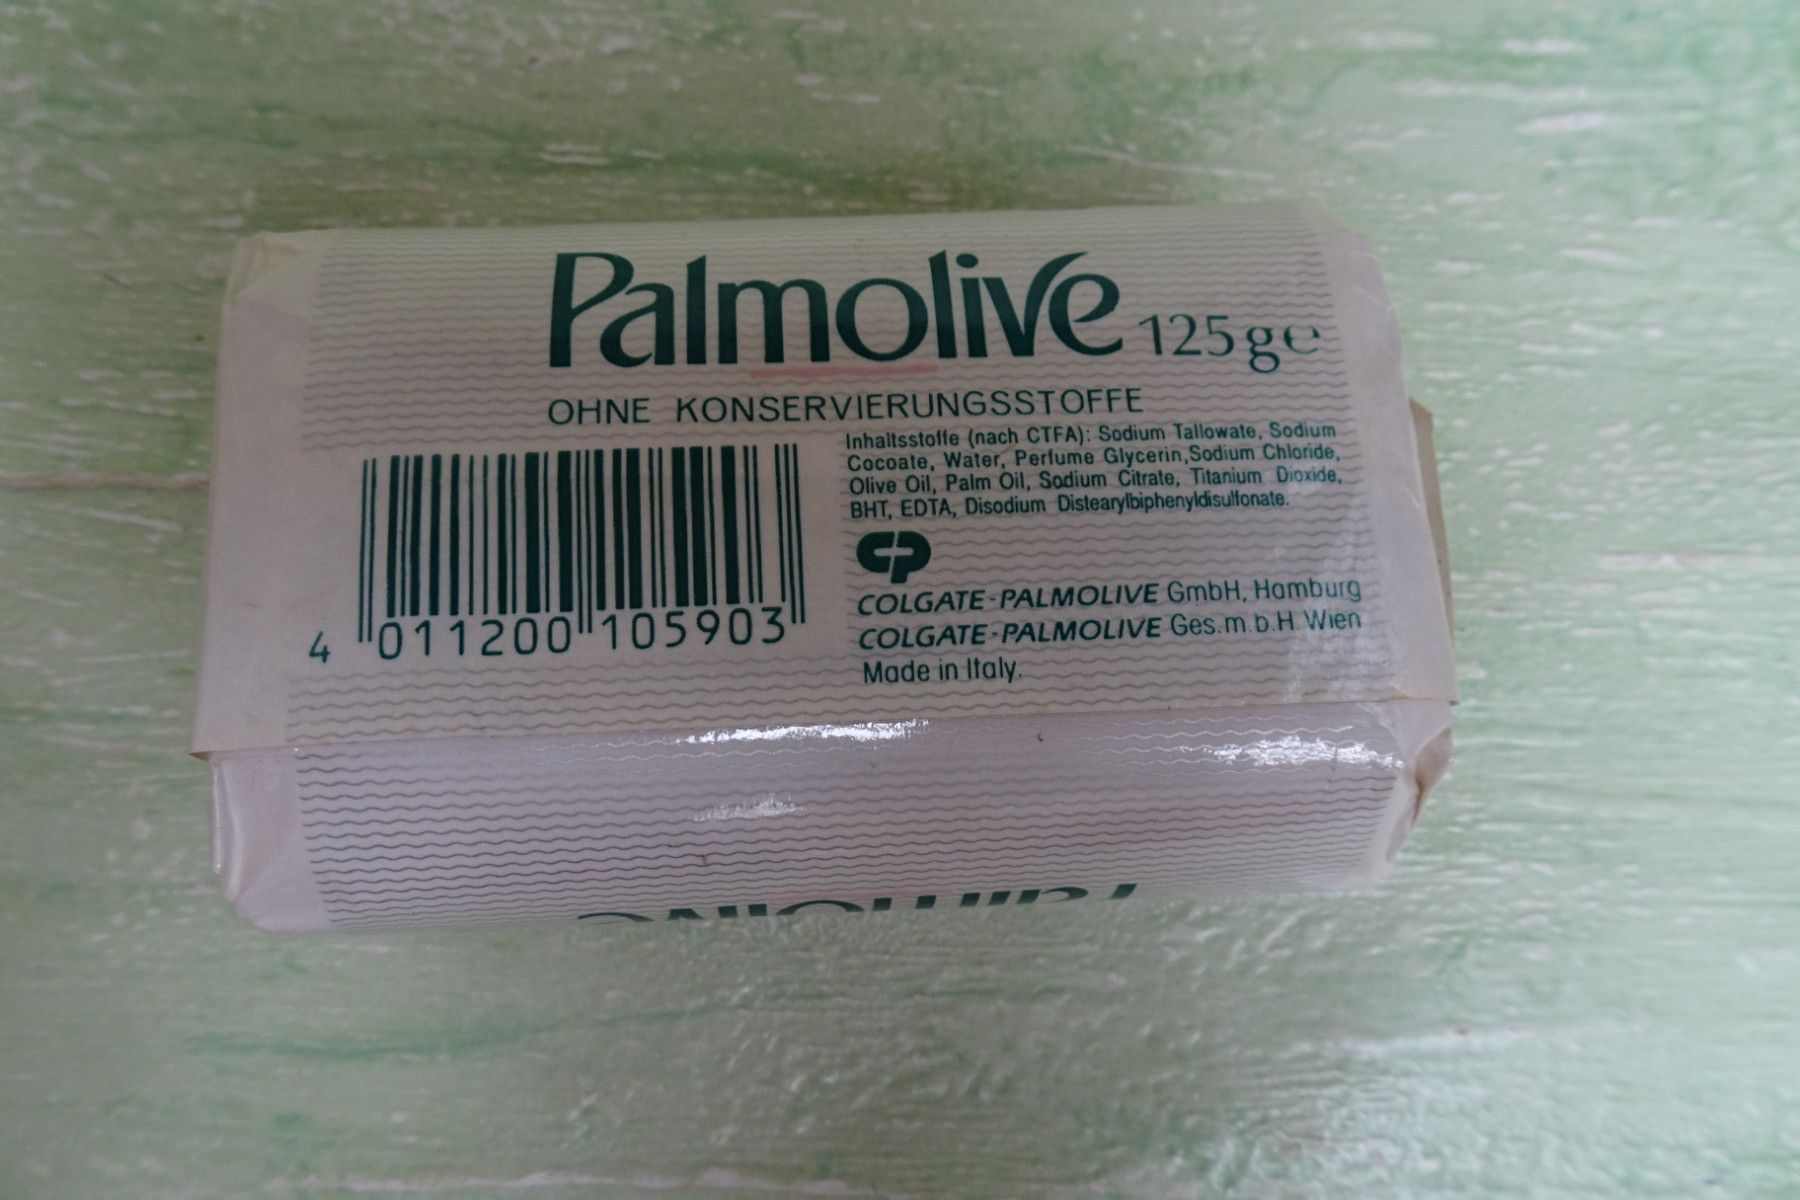 Palmolive 125g ℮
OHNE KONSERVIERUNGSSTOFFE
Inhaltsstoffe (nach CTFA): Sodium Tallowate, Sodium
Cocoate, Water, Perfume Glycerin,Sodium Chloride,
Olive Oil, Palm Oil, Sodium Citrate, Titanium Dioxide,
BHT, EDTA, Disodium Distearylbiphenyldisulfonate.
CP
COLGATE-PALMOLIVE GmbH, Hamburg
COLGATE-PALMOLIVE Ges.m.b.H. Wien
Made in Italy.
4 011200 105903
Palmolive